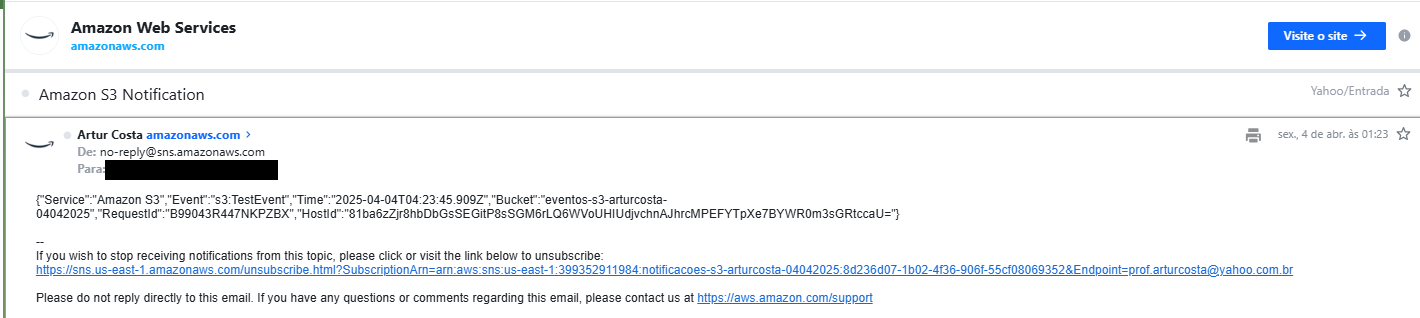 Amazon Web Services
amazonaws.com
Visite o site →
Amazon S3 Notification
Yahoo/Entrada
Artur Costa amazonaws.com >
sex., 4 de abr. às 01:23
De: no-reply@sns.amazonaws.com
Para:
{"Service":"Amazon S3","Event":"s3:TestEvent","Time":"2025-04-04T04:23:45.909Z","Bucket":"eventos-s3-arturcosta-
04042025","RequestId":"B99043R447NKPZBX","HostId":"81ba6zZjr8hbDbGsSEGitP8sSGM6rLQ6WVoUHIUdjvchnAJhrcMPEFYTpXe7BYWR0m3sGRtccaU="}
--
If you wish to stop receiving notifications from this topic, please click or visit the link below to unsubscribe:
https://sns.us-east-1.amazonaws.com/unsubscribe.html?SubscriptionArn=arn:aws:sns:us-east-1:399352911984:notificacoes-s3-arturcosta-04042025:8d236d07-1b02-4f36-906f-55cf08069352&Endpoint=prof.arturcosta@yahoo.com.br
Please do not reply directly to this email. If you have any questions or comments regarding this email, please contact us at https://aws.amazon.com/support